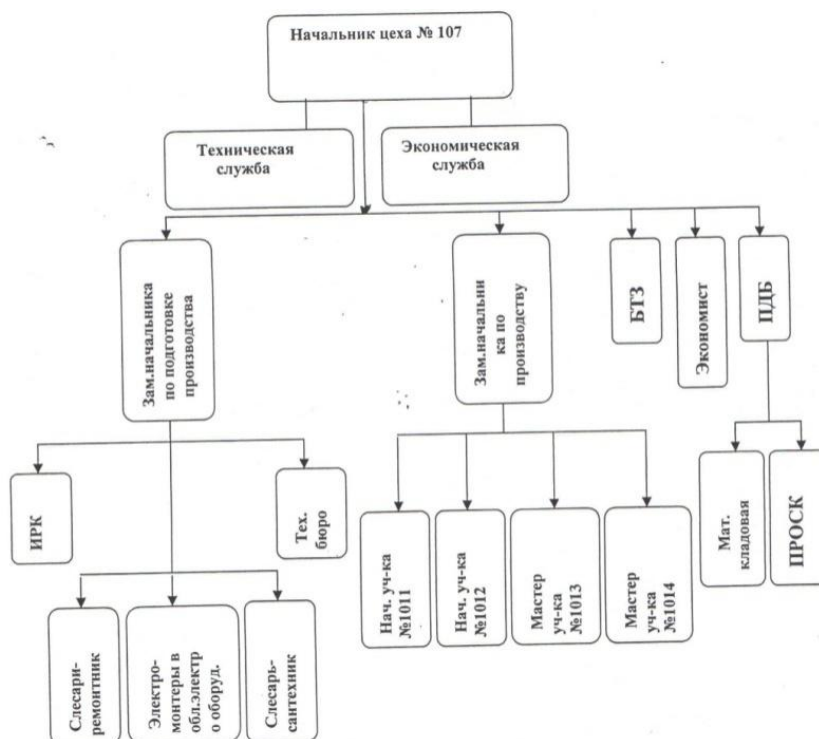 Начальник цеха № 107
Техническая
служба
Экономическая
служба
Зам.начальника
по подготовке
производства
Зам.начальни
ка по
производству
БТЗ
Экономист
ПДБ
ИРК
Тех.
бюро
Нач. уч-ка
№1011
Нач. уч-ка
№1012
Мастер
уч-ка
№1013
Мастер
уч-ка
№1014
Мат.
кладовая
ПРОСК
Слесари-
ремонтник
Электро-
монтеры в
обл.электр
о оборуд.
Слесарь-
сантехник